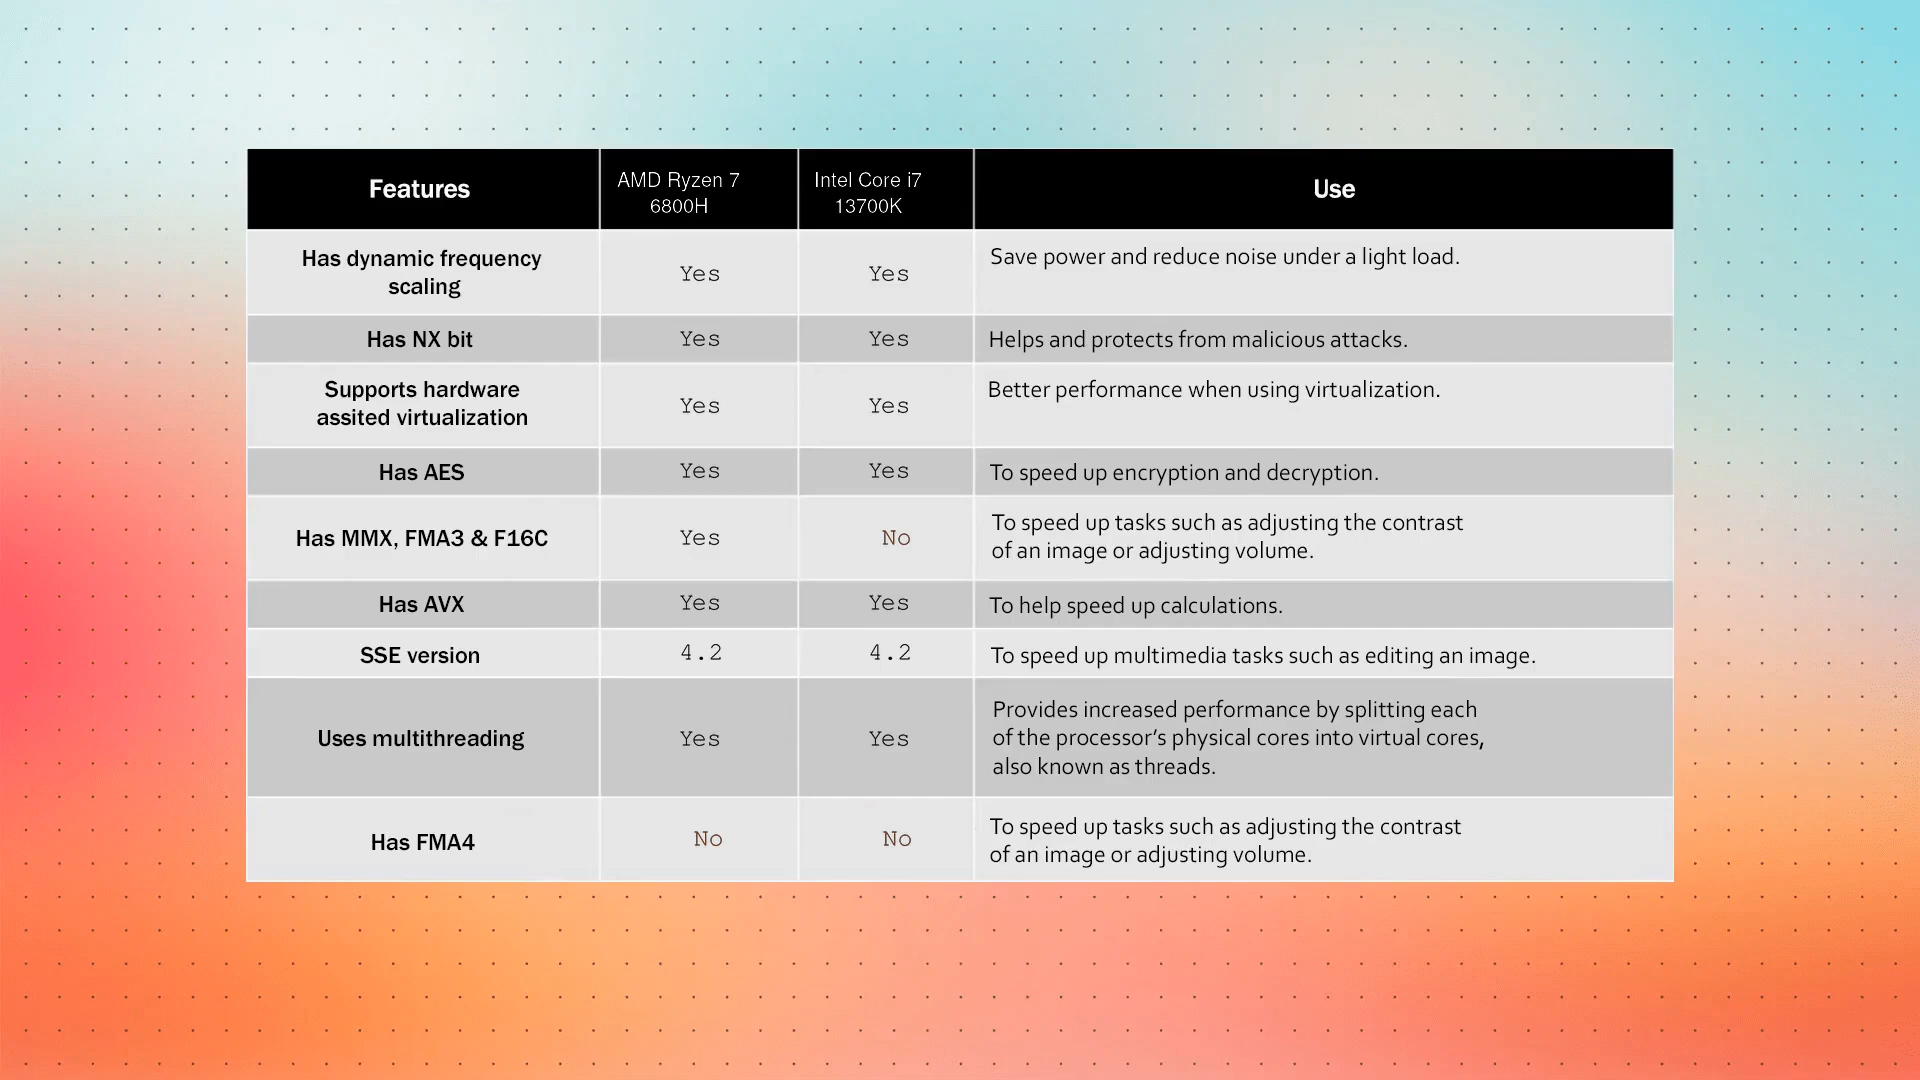 Features
AMD Ryzen 7
6800H
Intel Core i7
13700K
Use
Has dynamic frequency
scaling
Yes
Yes
Save power and reduce noise under a light load.
Has NX bit
Yes
Yes
Helps and protects from malicious attacks.
Supports hardware
assited virtualization
Yes
Yes
Better performance when using virtualization.
Has AES
Yes
Yes
To speed up encryption and decryption.
Has MMX, FMA3 & F16C
Yes
No
To speed up tasks such as adjusting the contrast
of an image or adjusting volume.
Has AVX
Yes
Yes
To help speed up calculations.
SSE version
4.2
4.2
To speed up multimedia tasks such as editing an image.
Uses multithreading
Yes
Yes
Provides increased performance by splitting each
of the processor's physical cores into virtual cores,
also known as threads.
Has FMA4
No
No
To speed up tasks such as adjusting the contrast
of an image or adjusting volume.